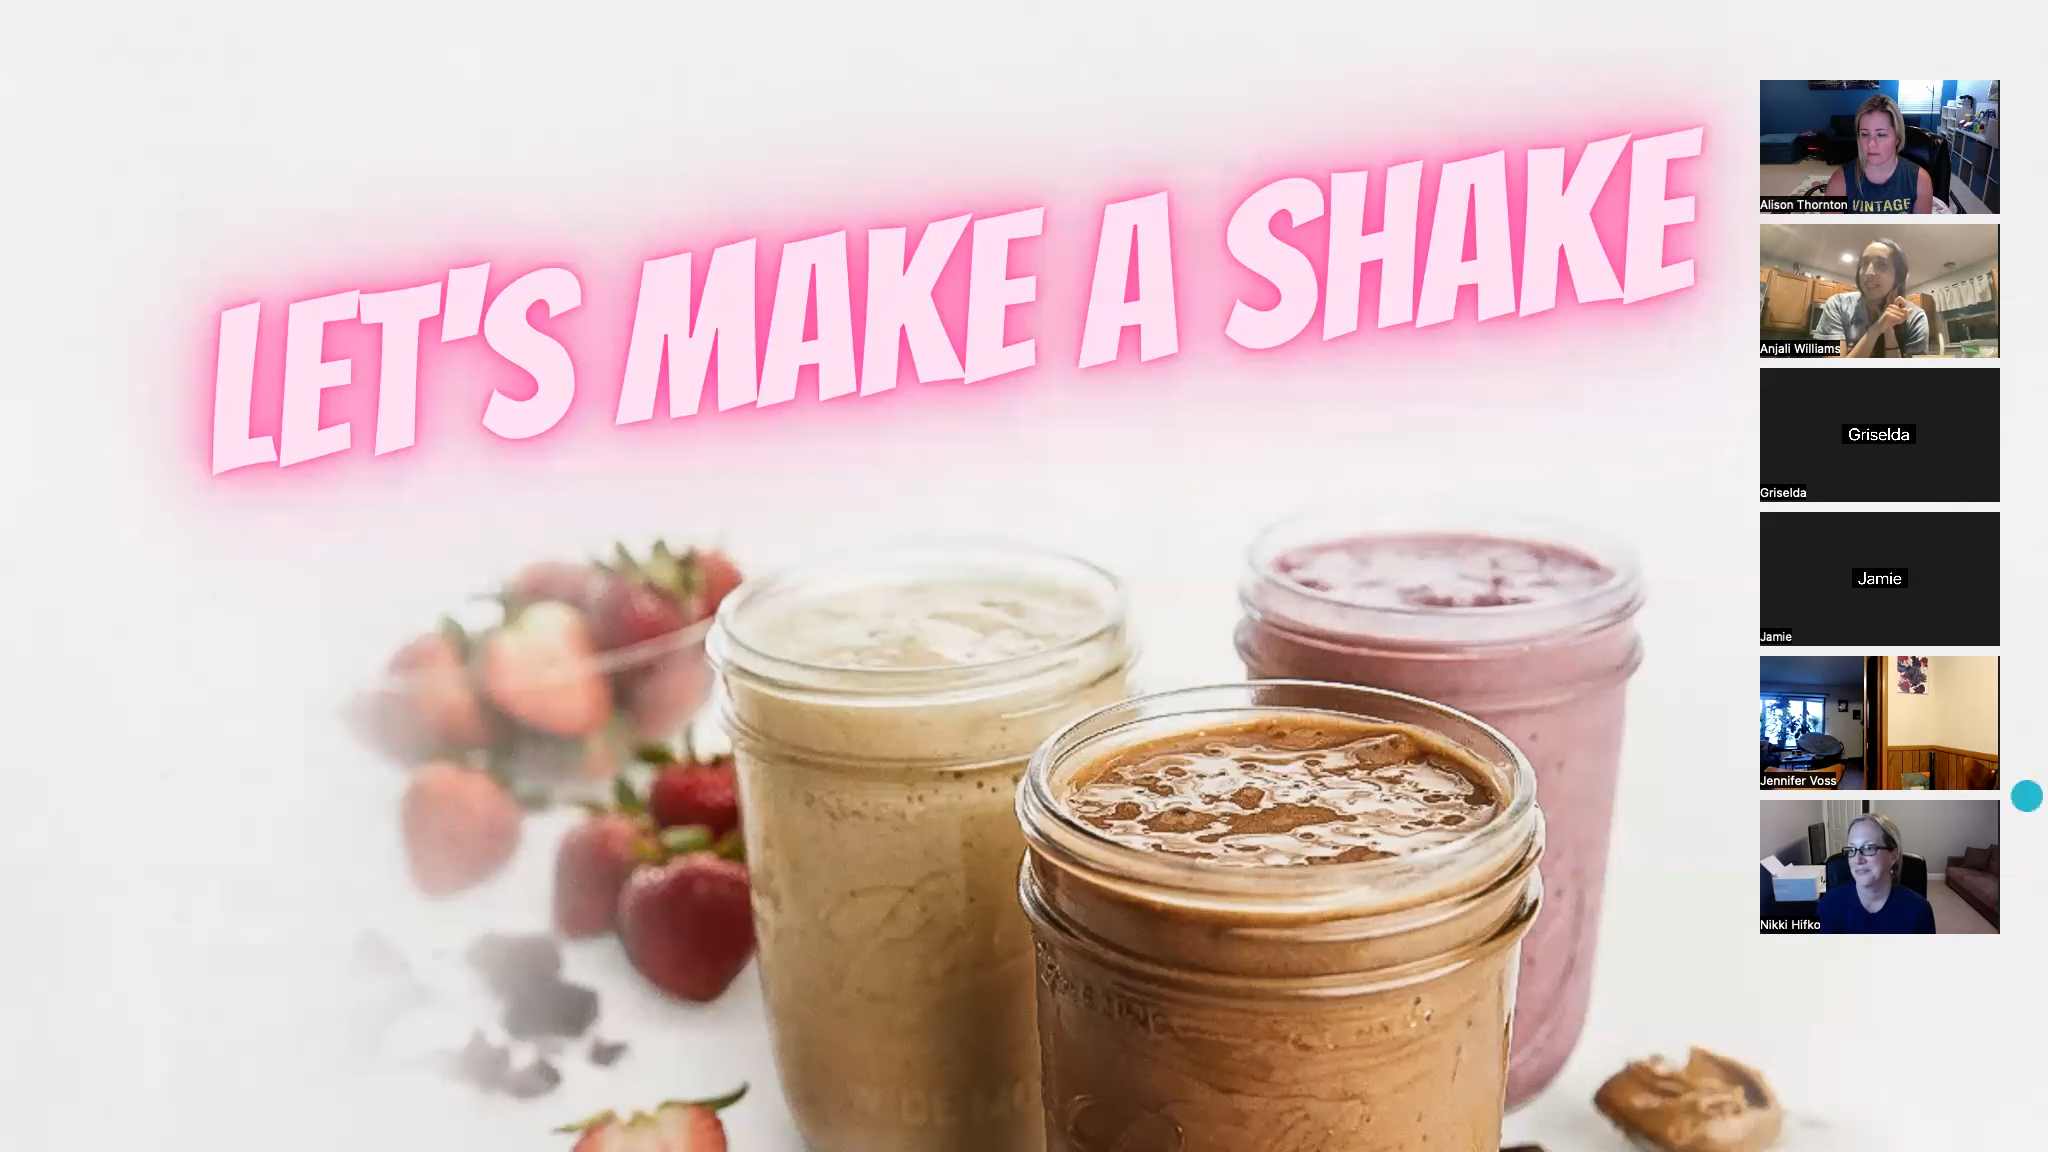 LET'S MAKE A SHAKE
VINTAGE
Alison Thornton
Anjali Williams
Griselda
Griselda
Jamie
Jamie
Jennifer Voss
Nikki Hifko